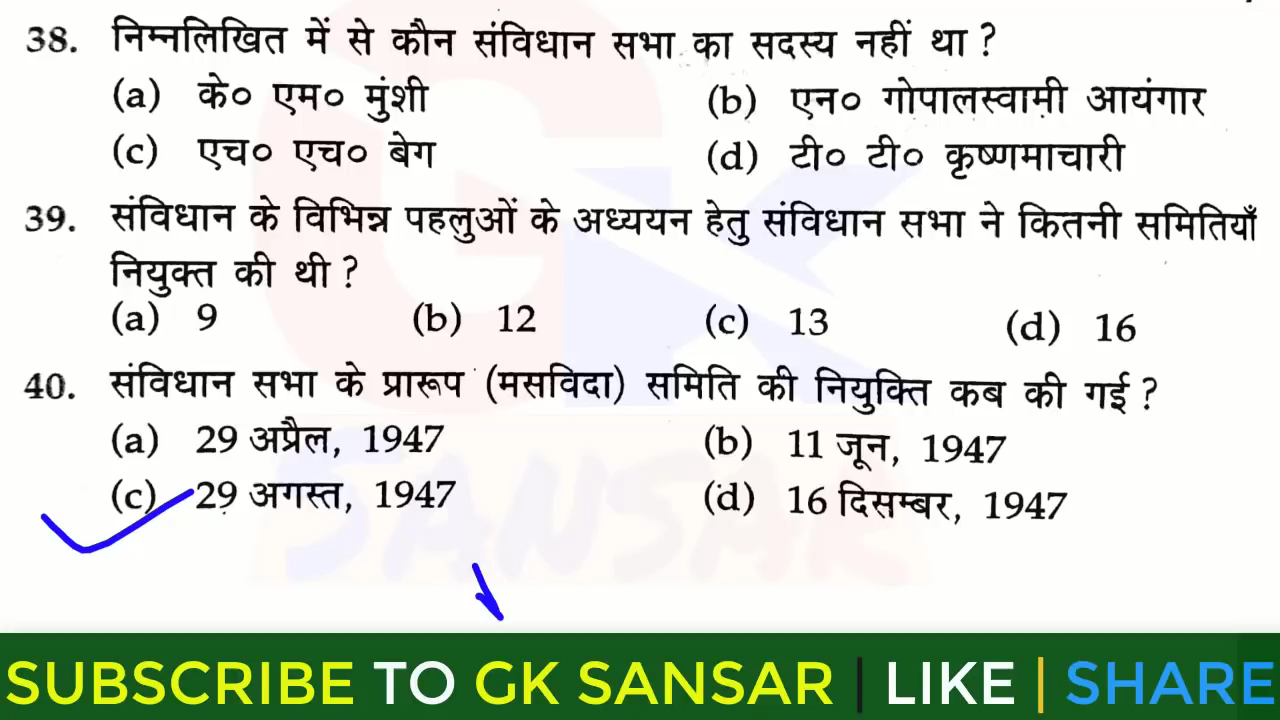 38. निम्नलिखित में से कौन संविधान सभा का सदस्य नहीं था ?
(a) के० एम० मुंशी (b) एन० गोपालस्वामी आयंगार
(c) एच० एच० बेग (d) टी० टी० कृष्णमाचारी
39. संविधान के विभिन्न पहलुओं के अध्ययन हेतु संविधान सभा ने कितनी समितियाँ
नियुक्त की थी ?
(a) 9 (b) 12 (c) 13 (d) 16
40. संविधान सभा के प्रारूप (मसविदा) समिति की नियुक्ति कब की गई ?
(a) 29 अप्रैल, 1947 (b) 11 जून, 1947
(c) 29 अगस्त, 1947 (d) 16 दिसम्बर, 1947
GK
SANSAR
SUBSCRIBE TO GK SANSAR | LIKE | SHARE